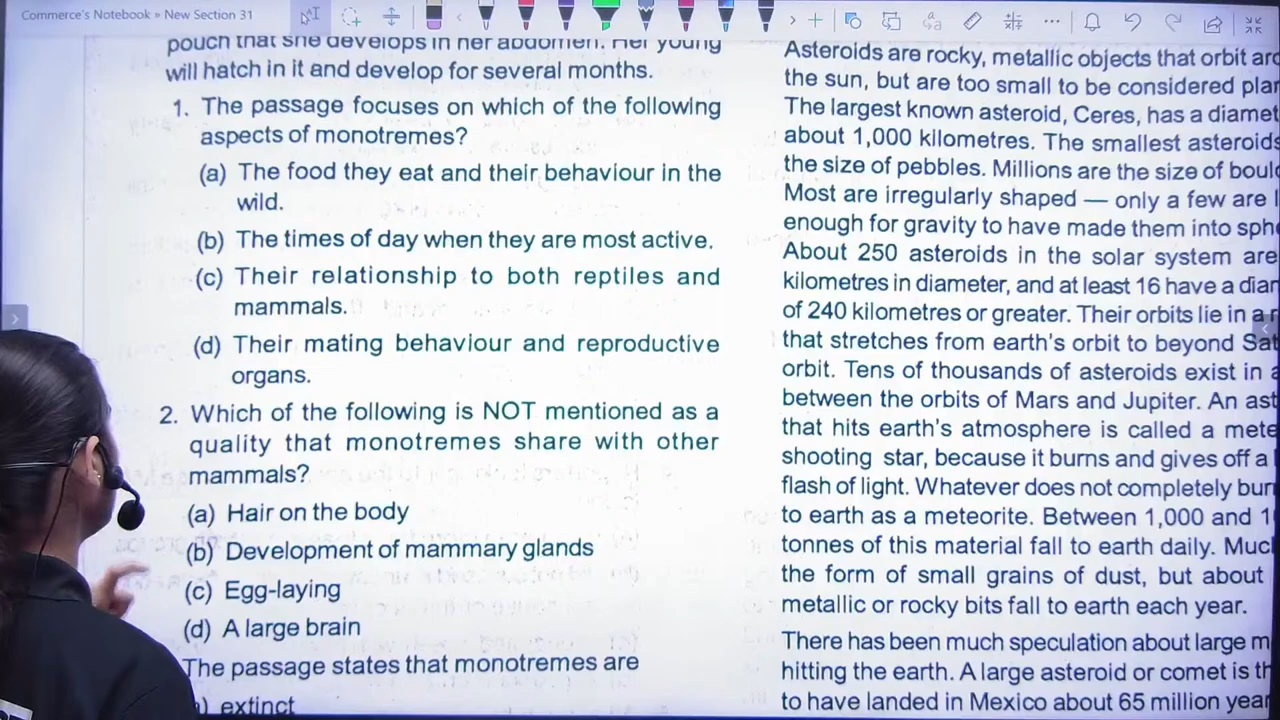 Commerce's Notebook » New Section 31
pouch that she develops in her abdomen. Her young
will hatch in it and develop for several months.
1. The passage focuses on which of the following
aspects of monotremes?
(a) The food they eat and their behaviour in the
wild.
(b) The times of day when they are most active.
(c) Their relationship to both reptiles and
mammals.
(d) Their mating behaviour and reproductive
organs.
2. Which of the following is NOT mentioned as a
quality that monotremes share with other
mammals?
(a) Hair on the body
(b) Development of mammary glands
(c) Egg-laying
(d) A large brain
The passage states that monotremes are
extinct
Asteroids are rocky, metallic objects that orbit
the sun, but are too small to be considered
The largest known asteroid, Ceres, has a
about 1,000 kilometres. The smallest asteroids
the size of pebbles. Millions are the size of
Most are irregularly shaped — only a few are
enough for gravity to have made them into
About 250 asteroids in the solar system are
kilometres in diameter, and at least 16 have a
of 240 kilometres or greater. Their orbits lie in a
that stretches from earth's orbit to beyond
orbit. Tens of thousands of asteroids exist in
between the orbits of Mars and Jupiter. An
that hits earth's atmosphere is called a
shooting star, because it burns and gives off a
flash of light. Whatever does not completely
to earth as a meteorite. Between 1,000 and
tonnes of this material fall to earth daily.
the form of small grains of dust, but about
metallic or rocky bits fall to earth each year.
There has been much speculation about large
hitting the earth. A large asteroid or comet is
to have landed in Mexico about 65 million